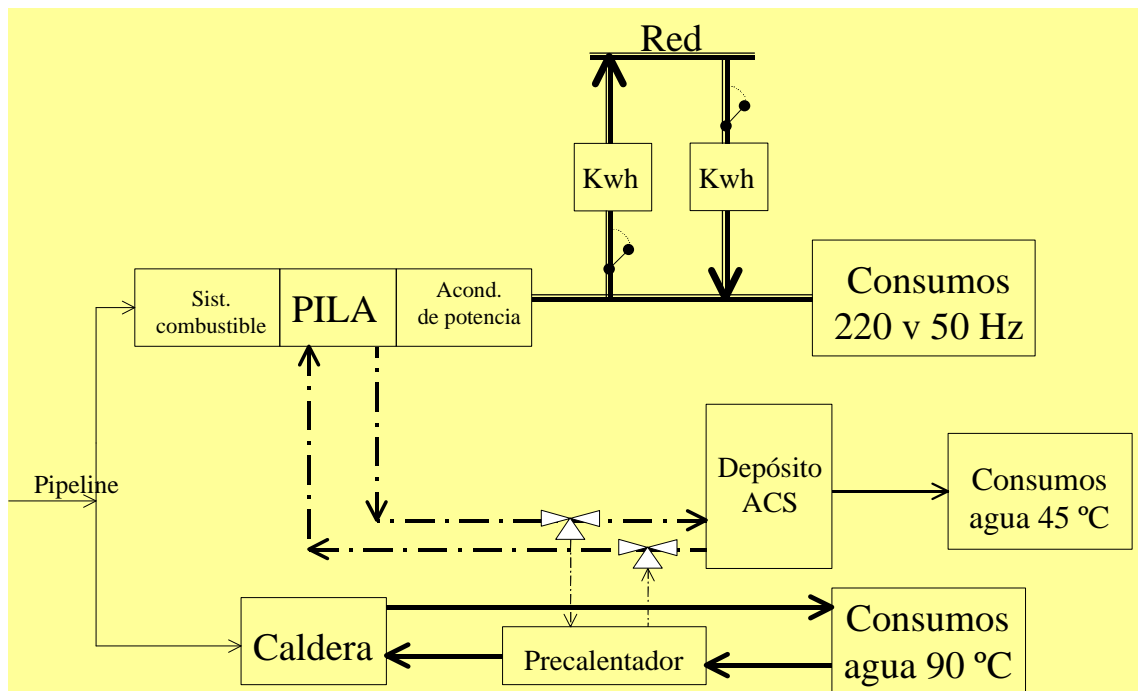 Red
Kwh
Kwh
Sist.
combustible
PILA
Acond.
de potencia
Consumos
220 v 50 Hz
Pipeline
Depósito
ACS
Consumos
agua 45 ºC
Caldera
Precalentador
Consumos
agua 90 ºC